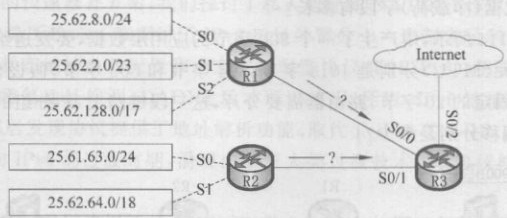 25.62.8.0/24
S0
25.62.2.0/23
S1
R1
S2
25.62.128.0/17
Internet
?
S0/0
S0/2
25.61.63.0/24
S0
R2
?
S0/1
R3
S1
25.62.64.0/18